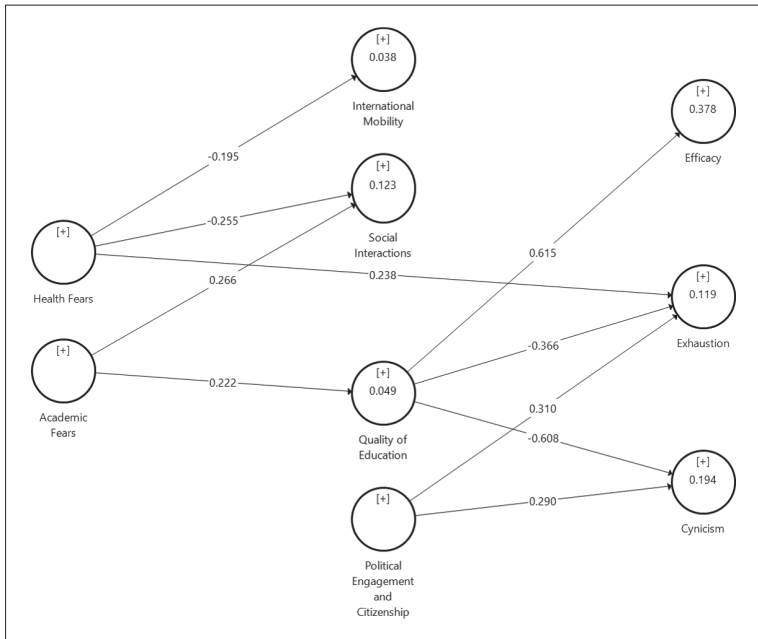 [+]
0.038
International
Mobility
[+]
0.378
Efficacy
-0.195
[+]
0.123
Social
Interactions
-0.255
[+]
Health Fears
0.266
0.238
0.615
[+]
0.119
Exhaustion
[+]
Academic
Fears
0.222
[+]
0.049
Quality of
Education
-0.366
0.310
-0.608
[+]
0.194
Cynicism
0.290
[+]
Political
Engagement
and
Citizenship